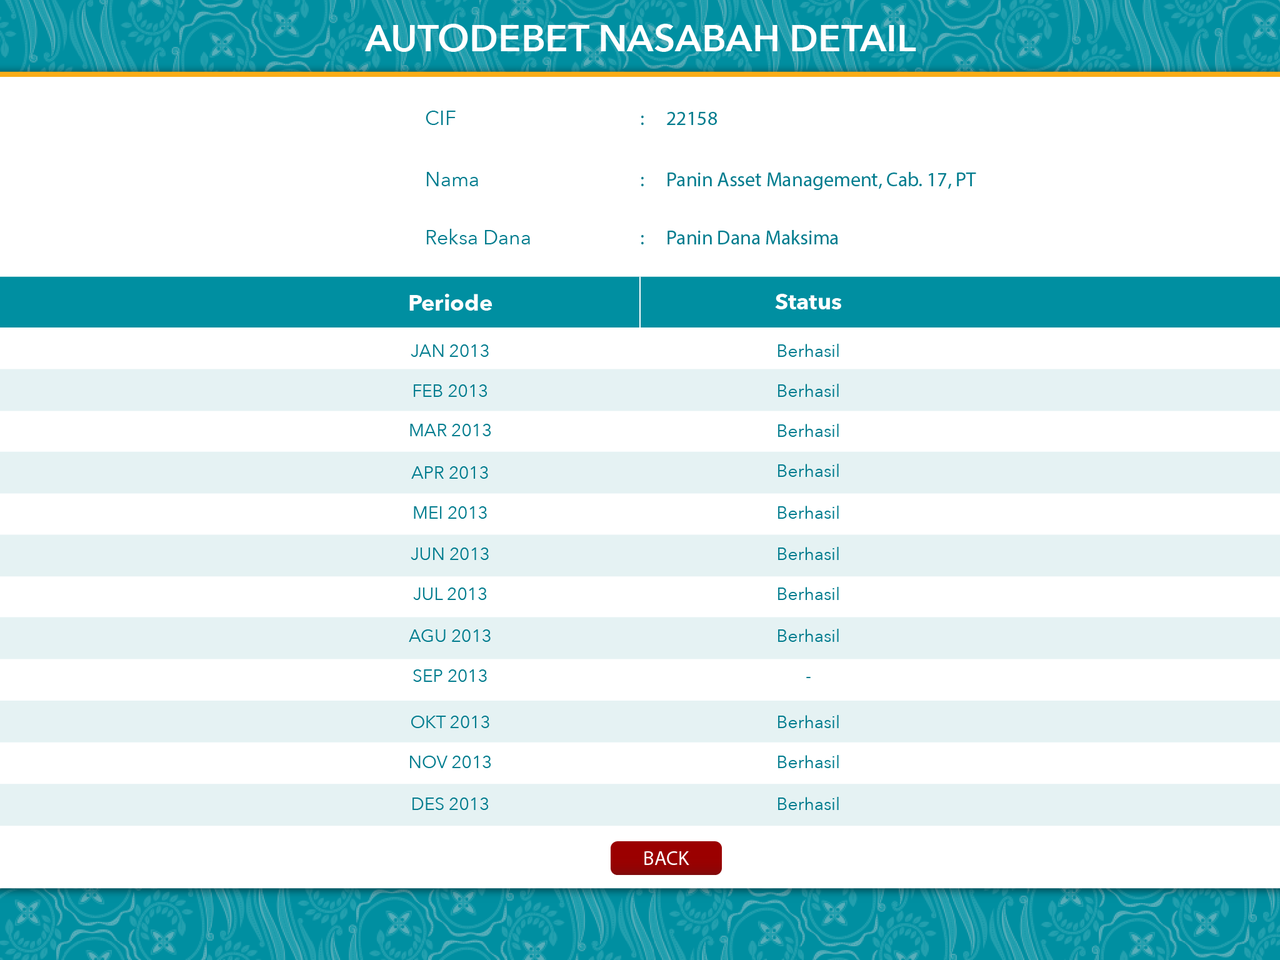 AUTODEBET NASABAH DETAIL
CIF : 22158
Nama : Panin Asset Management, Cab. 17, PT
Reksa Dana : Panin Dana Maksima
Periode Status
JAN 2013 Berhasil
FEB 2013 Berhasil
MAR 2013 Berhasil
APR 2013 Berhasil
MEI 2013 Berhasil
JUN 2013 Berhasil
JUL 2013 Berhasil
AGU 2013 Berhasil
SEP 2013 -
OKT 2013 Berhasil
NOV 2013 Berhasil
DES 2013 Berhasil
BACK